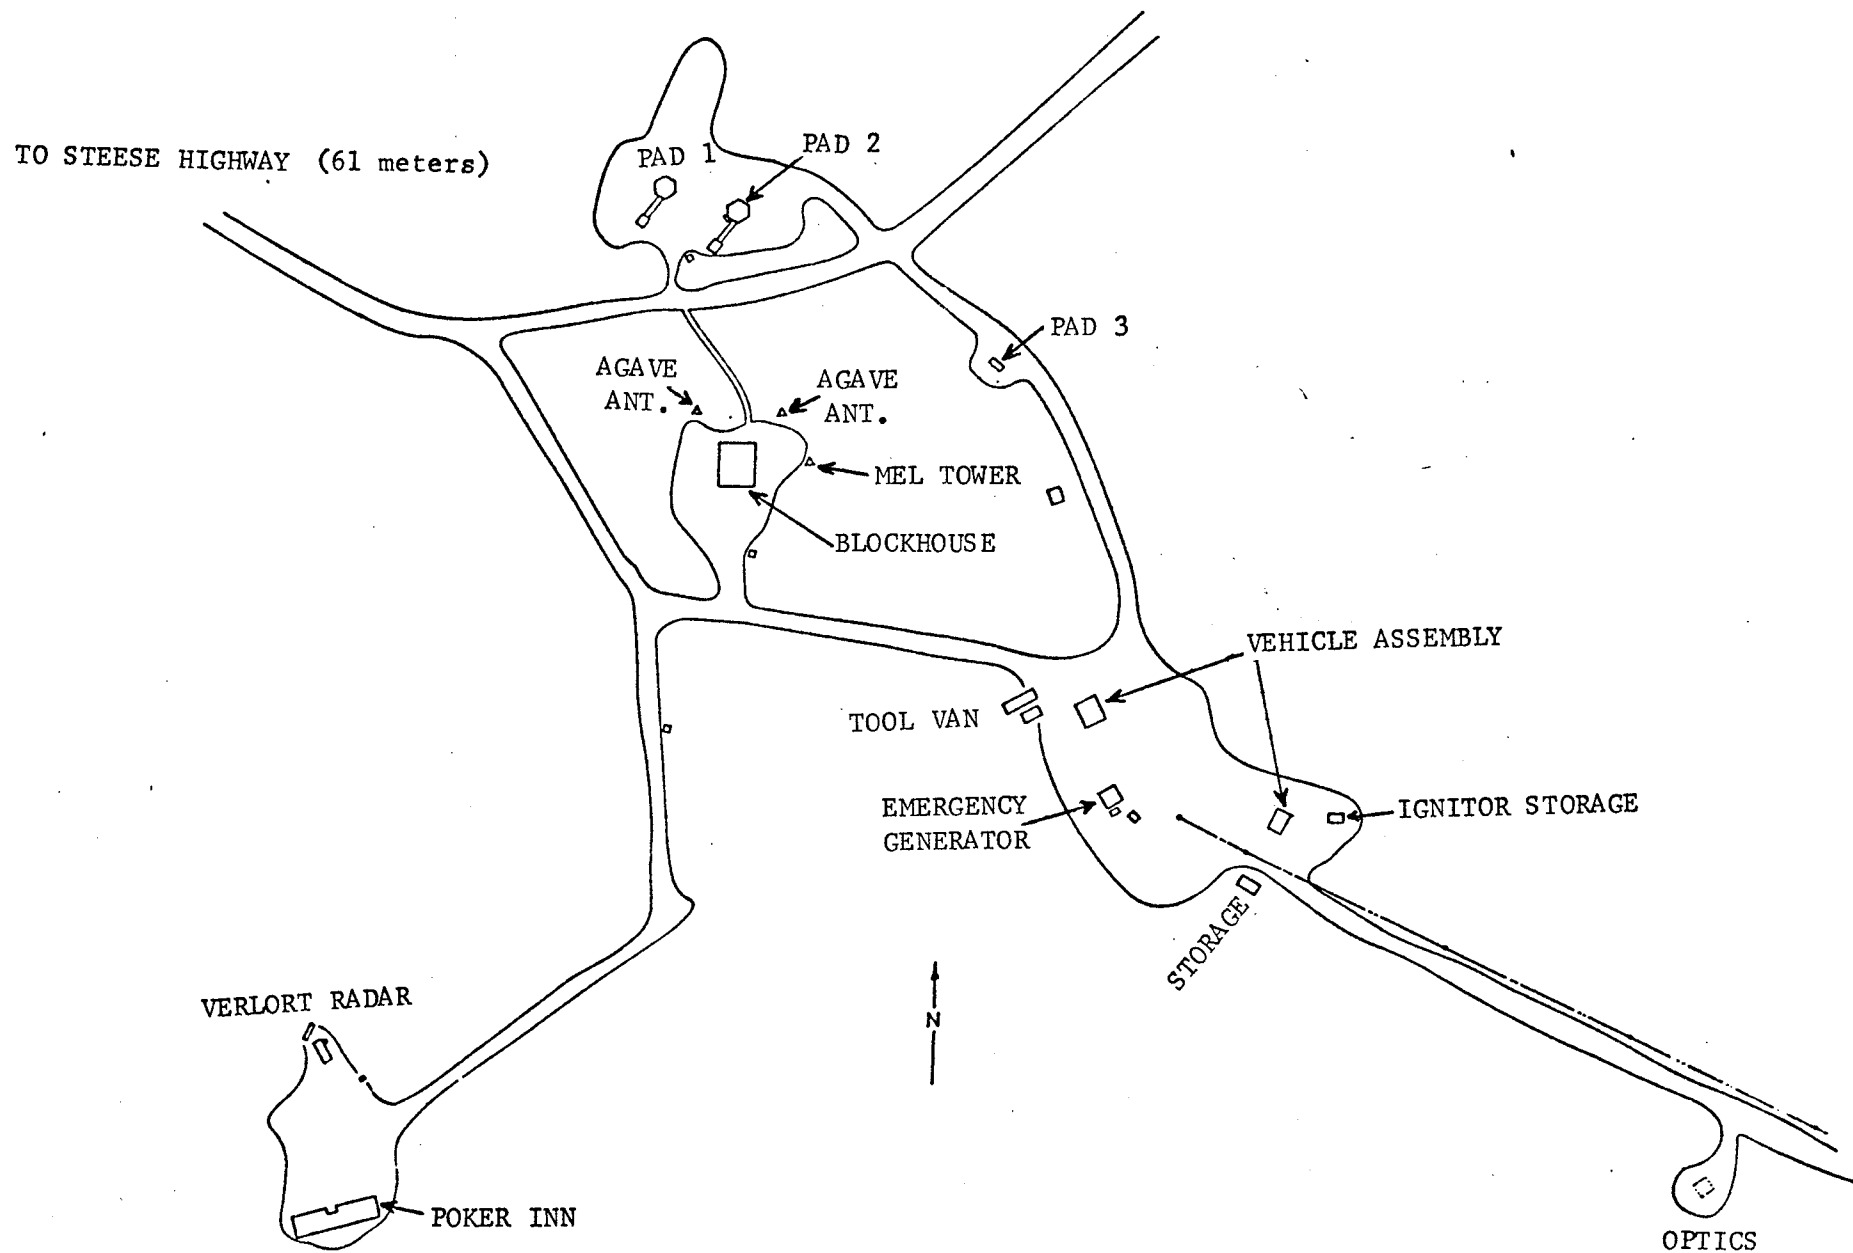 TO STEESE HIGHWAY (61 meters)
PAD 1
PAD 2
PAD 3
AGAVE
ANT.
AGAVE
ANT.
MEL TOWER
BLOCKHOUSE
VEHICLE ASSEMBLY
TOOL VAN
EMERGENCY
GENERATOR
IGNITOR STORAGE
STORAGE
VERLORT RADAR
N
POKER INN
OPTICS